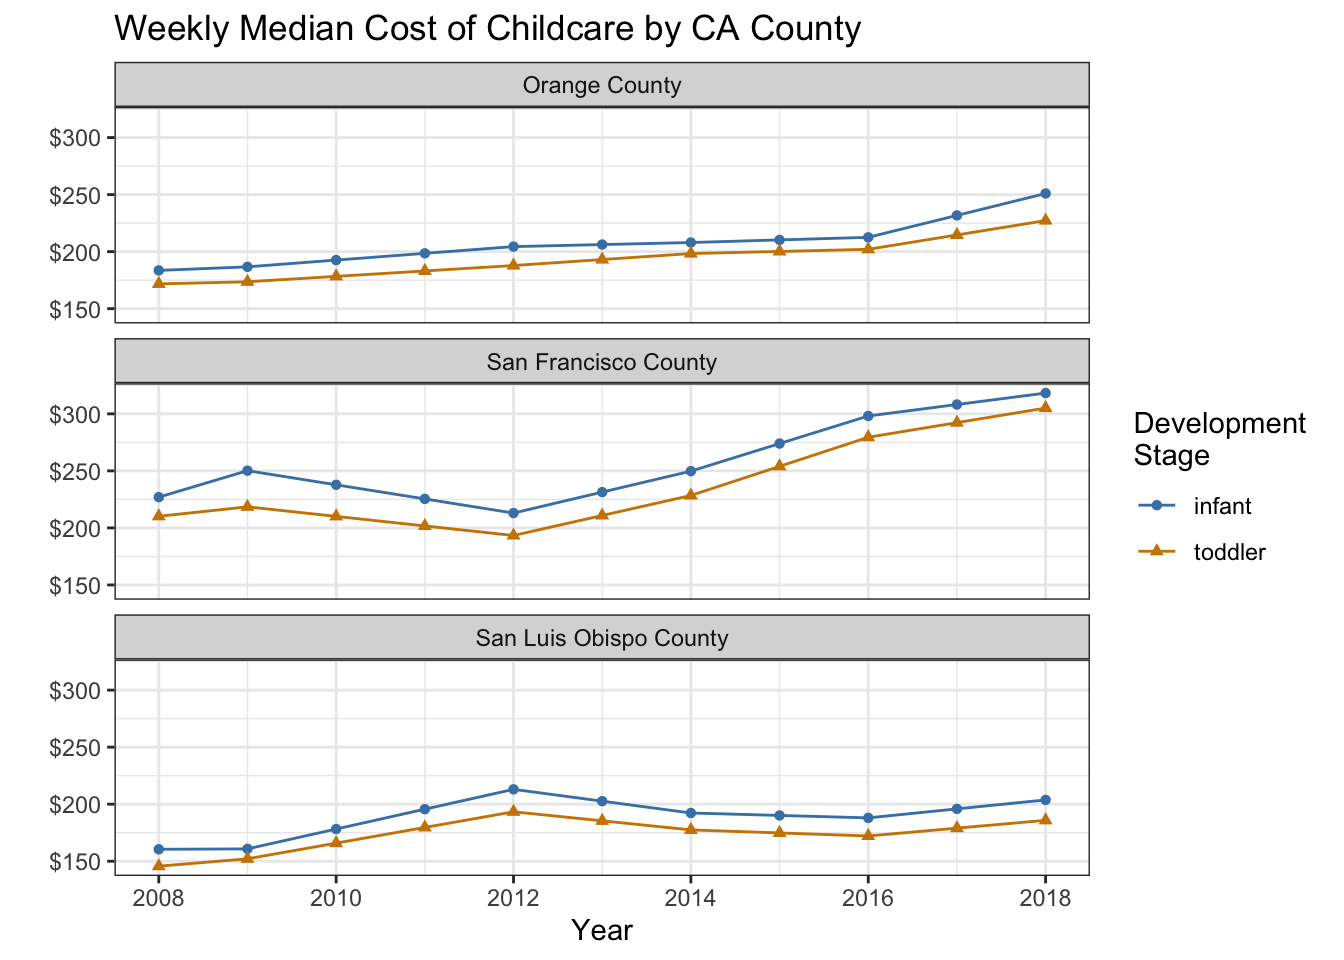 Weekly Median Cost of Childcare by CA County
Orange County
$300
$250
$200
$150
San Francisco County
$300
$250
$200
$150
San Luis Obispo County
$300
$250
$200
$150
2008 2010 2012 2014 2016 2018
Year
Development
Stage
infant
toddler